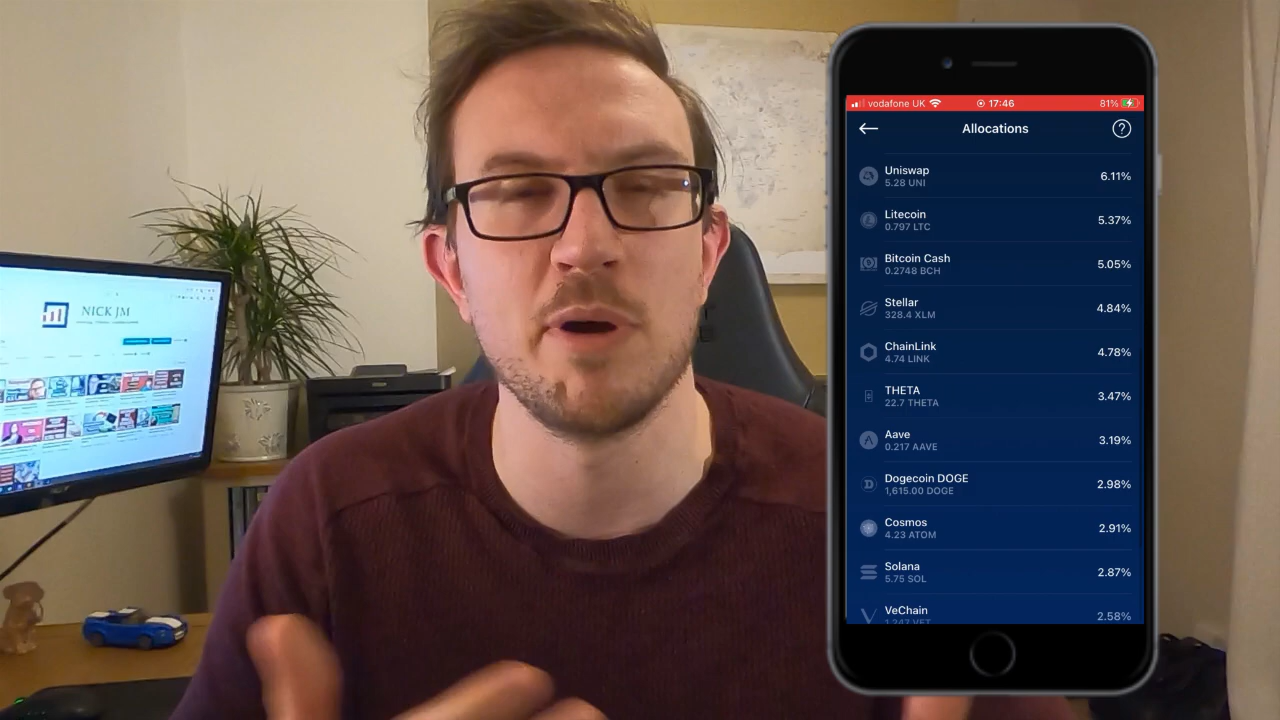 NICK JM
vodafone UK
17:46
81%
Allocations
?
Uniswap
5.28 UNI
6.11%
Litecoin
0.797 LTC
5.37%
Bitcoin Cash
0.2748 BCH
5.05%
Stellar
328.4 XLM
4.84%
ChainLink
4.74 LINK
4.78%
THETA
22.7 THETA
3.47%
Aave
0.217 AAVE
3.19%
Dogecoin DOGE
1,615.00 DOGE
2.98%
Cosmos
4.23 ATOM
2.91%
Solana
5.75 SOL
2.87%
VeChain
1,247 VET
2.58%